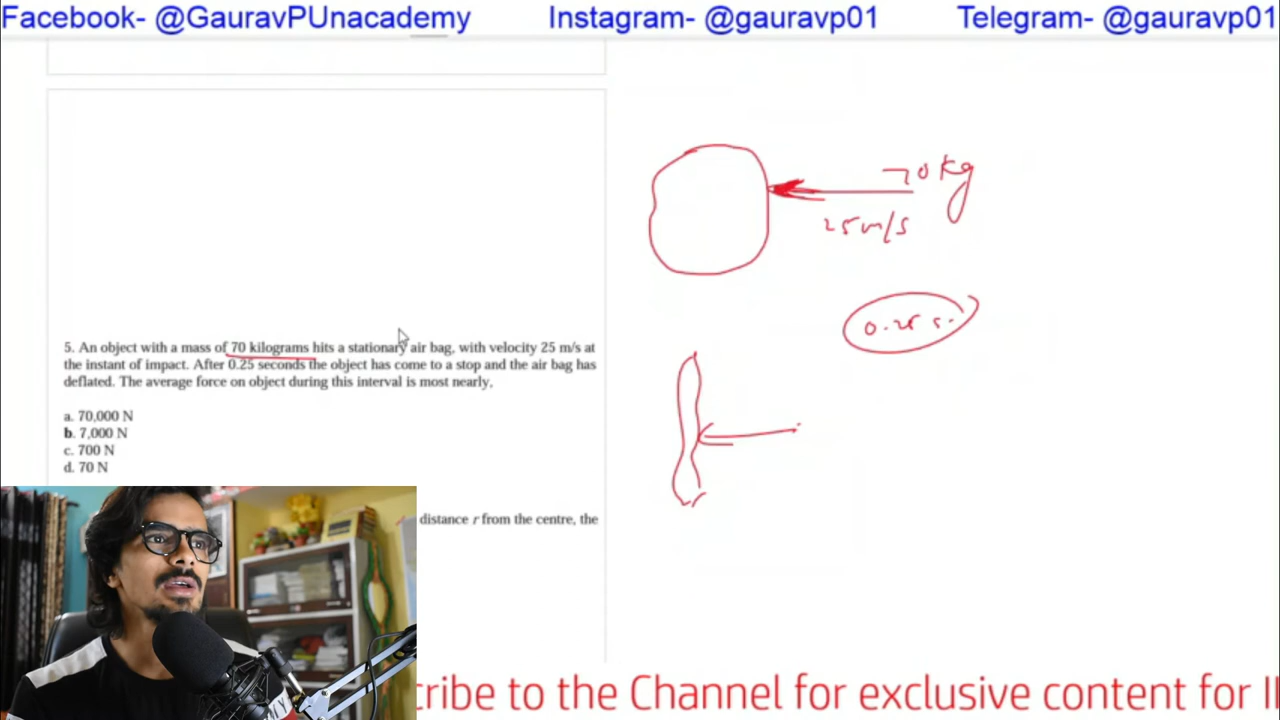 Facebook- @GauravPUnacademy Instagram- @gauravp01 Telegram- @gauravp01
70 kg
25 m/s
0.25 s.
5. An object with a mass of 70 kilograms hits a stationary air bag, with velocity 25 m/s at
the instant of impact. After 0.25 seconds the object has come to a stop and the air bag has
deflated. The average force on object during this interval is most nearly,
a. 70,000 N
b. 7,000 N
c. 700 N
d. 70 N
distance r from the centre, the
cribe to the Channel for exclusive content for